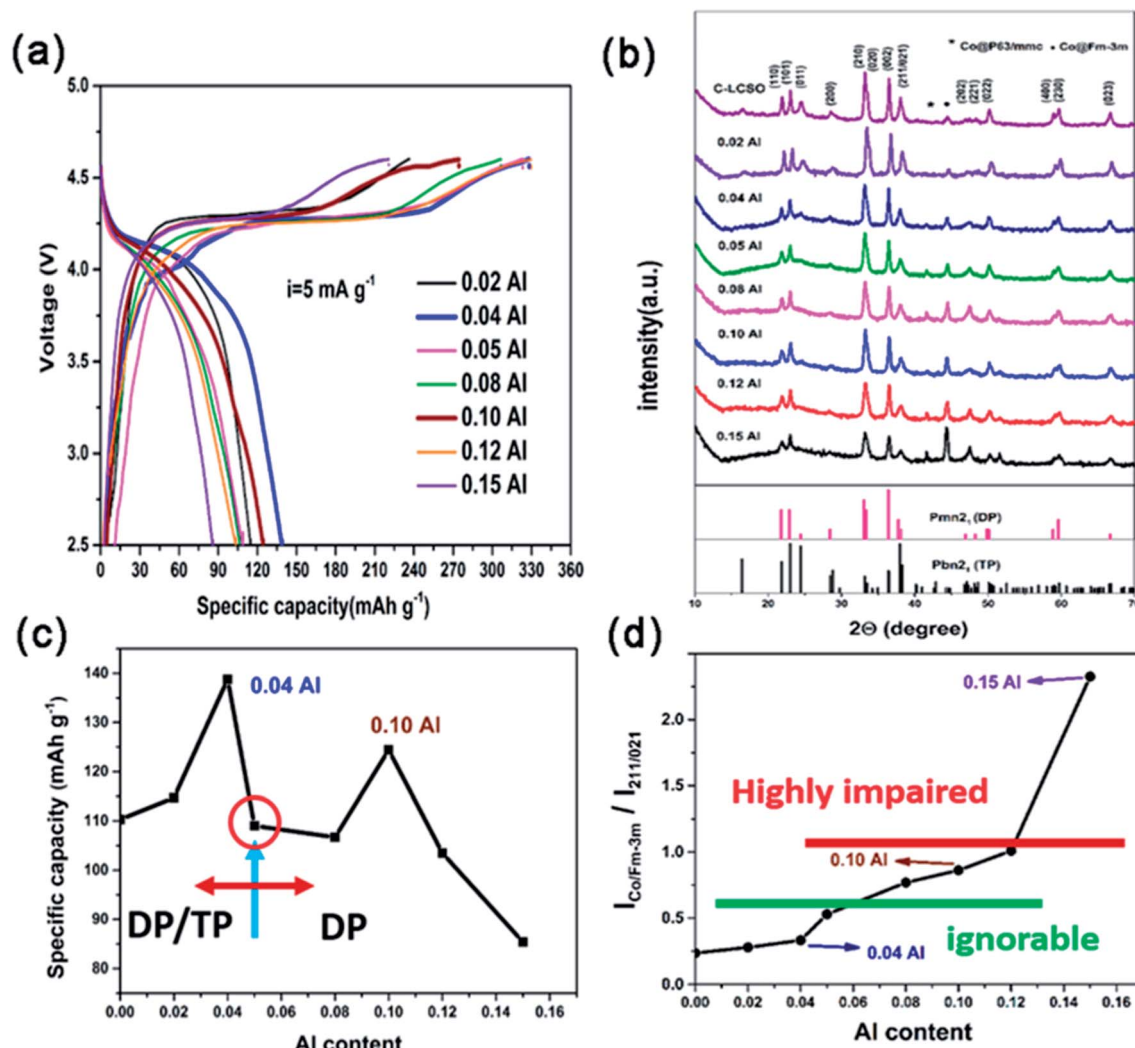 (a)
5.0
4.5
4.0
3.5
3.0
2.5
Voltage (V)
i=5 mA g⁻¹
0.02 Al
0.04 Al
0.05 Al
0.08 Al
0.10 Al
0.12 Al
0.15 Al
0 30 60 90 120 150 180 210 240 270 300 330 360
Specific capacity(mAh g⁻¹)
(b)
* Co@P63/mmc • Co@Fm-3m
(110) (101) (011) (200) (210) (020) (002) (211/021) (202) (221) (022) (400) (230) (023)
C-LCSO
0.02 Al
0.04 Al
0.05 Al
0.08 Al
0.10 Al
0.12 Al
0.15 Al
intensity(a.u.)
Pmn2₁ (DP)
Pbn2₁ (TP)
10 20 30 40 50 60 70
2Θ (degree)
(c)
140
130
120
110
100
90
80
Specific capacity (mAh g⁻¹)
0.04 Al
0.10 Al
DP/TP
DP
0.00 0.02 0.04 0.06 0.08 0.10 0.12 0.14 0.16
Al content
(d)
2.5
2.0
1.5
1.0
0.5
0.0
I Co/Fm-3m / I 211/021
0.15 Al
Highly impaired
0.10 Al
ignorable
0.04 Al
0.00 0.02 0.04 0.06 0.08 0.10 0.12 0.14 0.16
Al content